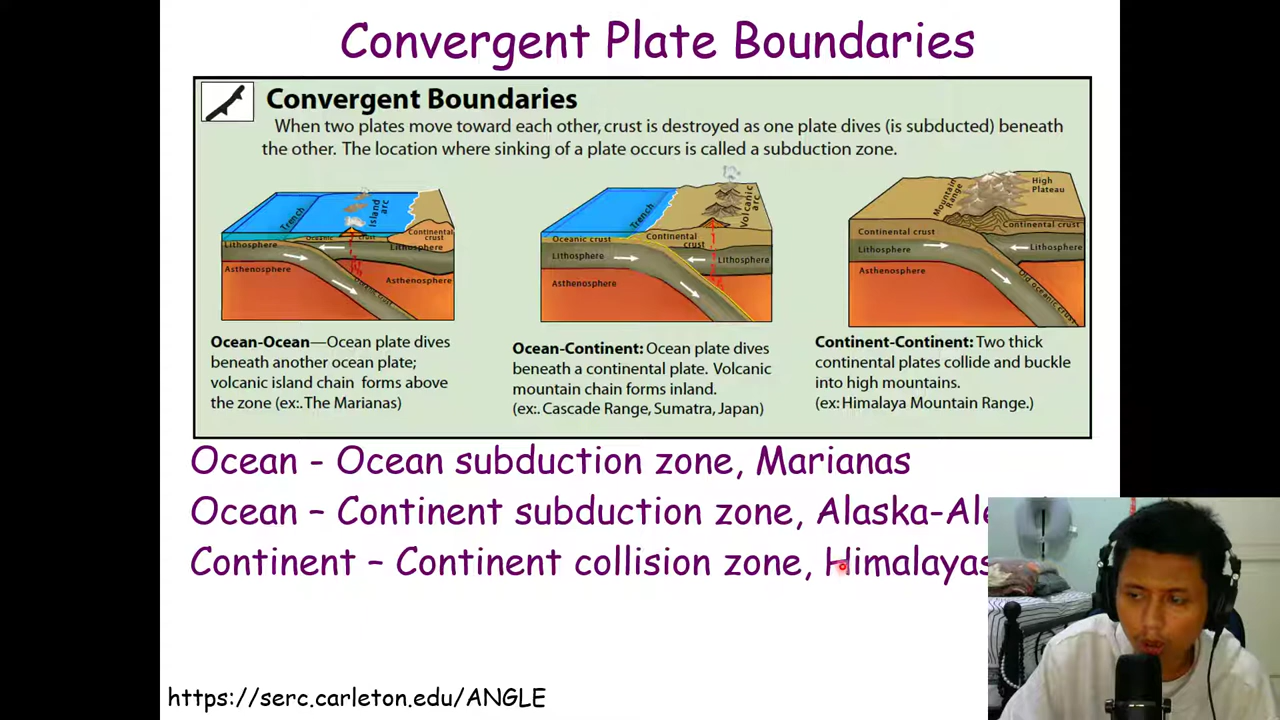 Convergent Plate Boundaries
Convergent Boundaries
When two plates move toward each other, crust is destroyed as one plate dives (is subducted) beneath
the other. The location where sinking of a plate occurs is called a subduction zone.
Trench
Island
arc
Oceanic crust
Continental
crust
Lithosphere
Lithosphere
Asthenosphere
Asthenosphere
Oceanic crust
Trench
Volcanic
arc
Oceanic crust
Continental
crust
Lithosphere
Lithosphere
Asthenosphere
Mountain
Range
High
Plateau
Continental crust
Continental crust
Lithosphere
Lithosphere
Asthenosphere
Old oceanic crust
Ocean-Ocean—Ocean plate dives
beneath another ocean plate;
volcanic island chain forms above
the zone (ex:. The Marianas)
Ocean-Continent: Ocean plate dives
beneath a continental plate. Volcanic
mountain chain forms inland.
(ex:. Cascade Range, Sumatra, Japan)
Continent-Continent: Two thick
continental plates collide and buckle
into high mountains.
(ex: Himalaya Mountain Range.)
Ocean - Ocean subduction zone, Marianas
Ocean – Continent subduction zone, Alaska-Ale
Continent – Continent collision zone, Himalayas
https://serc.carleton.edu/ANGLE